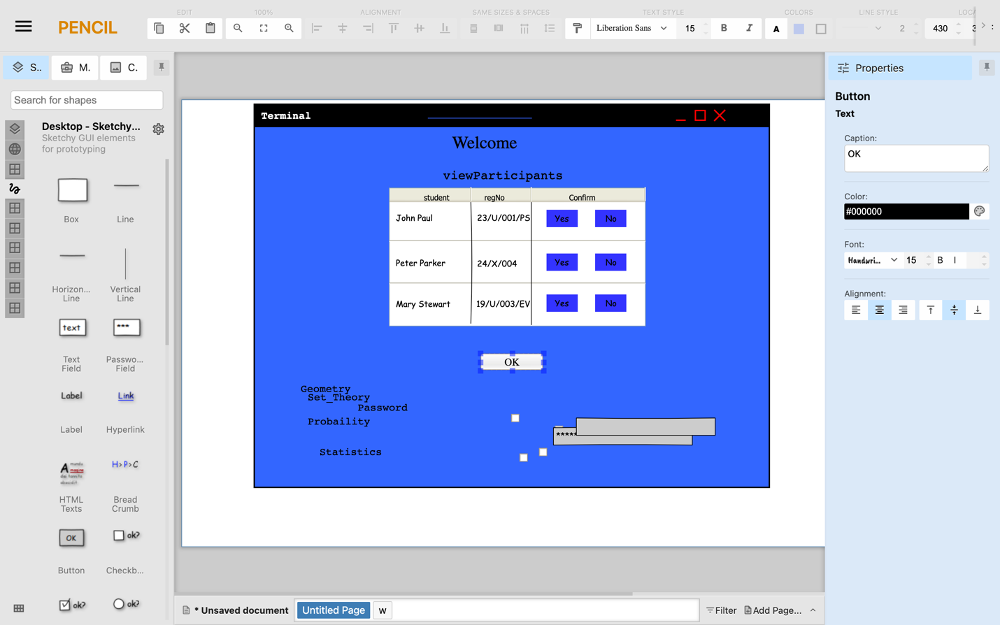 EDIT
100%
ALIGNMENT
SAME SIZES & SPACES
TEXT STYLE
COLORS
LINE STYLE
LOCA
PENCIL
Liberation Sans
15
B
I
A
2
430
3
S..
M.
C.
Properties
Search for shapes
Button
Text
Desktop - Sketchy...
Sketchy GUI elements
for prototyping
Caption:
OK
Color:
#000000
Font:
Handwri...
15
B
I
Alignment:
Box
Line
Horizon...
Line
Vertical
Line
text
***
Text
Field
Passwo...
Field
Label
Link
Label
Hyperlink
H>P>C
HTML
Texts
Bread
Crumb
OK
ok?
Button
Checkb...
ok?
ok?
Terminal
Welcome
viewParticipants
student
regNo
Confirm
John Paul
23/U/001/PS
Yes
No
Peter Parker
24/X/004
Yes
No
Mary Stewart
19/U/003/EV
Yes
No
OK
Geometry
Set_Theory
Password
Probaility
*****
Statistics
* Unsaved document
Untitled Page
w
Filter
Add Page...